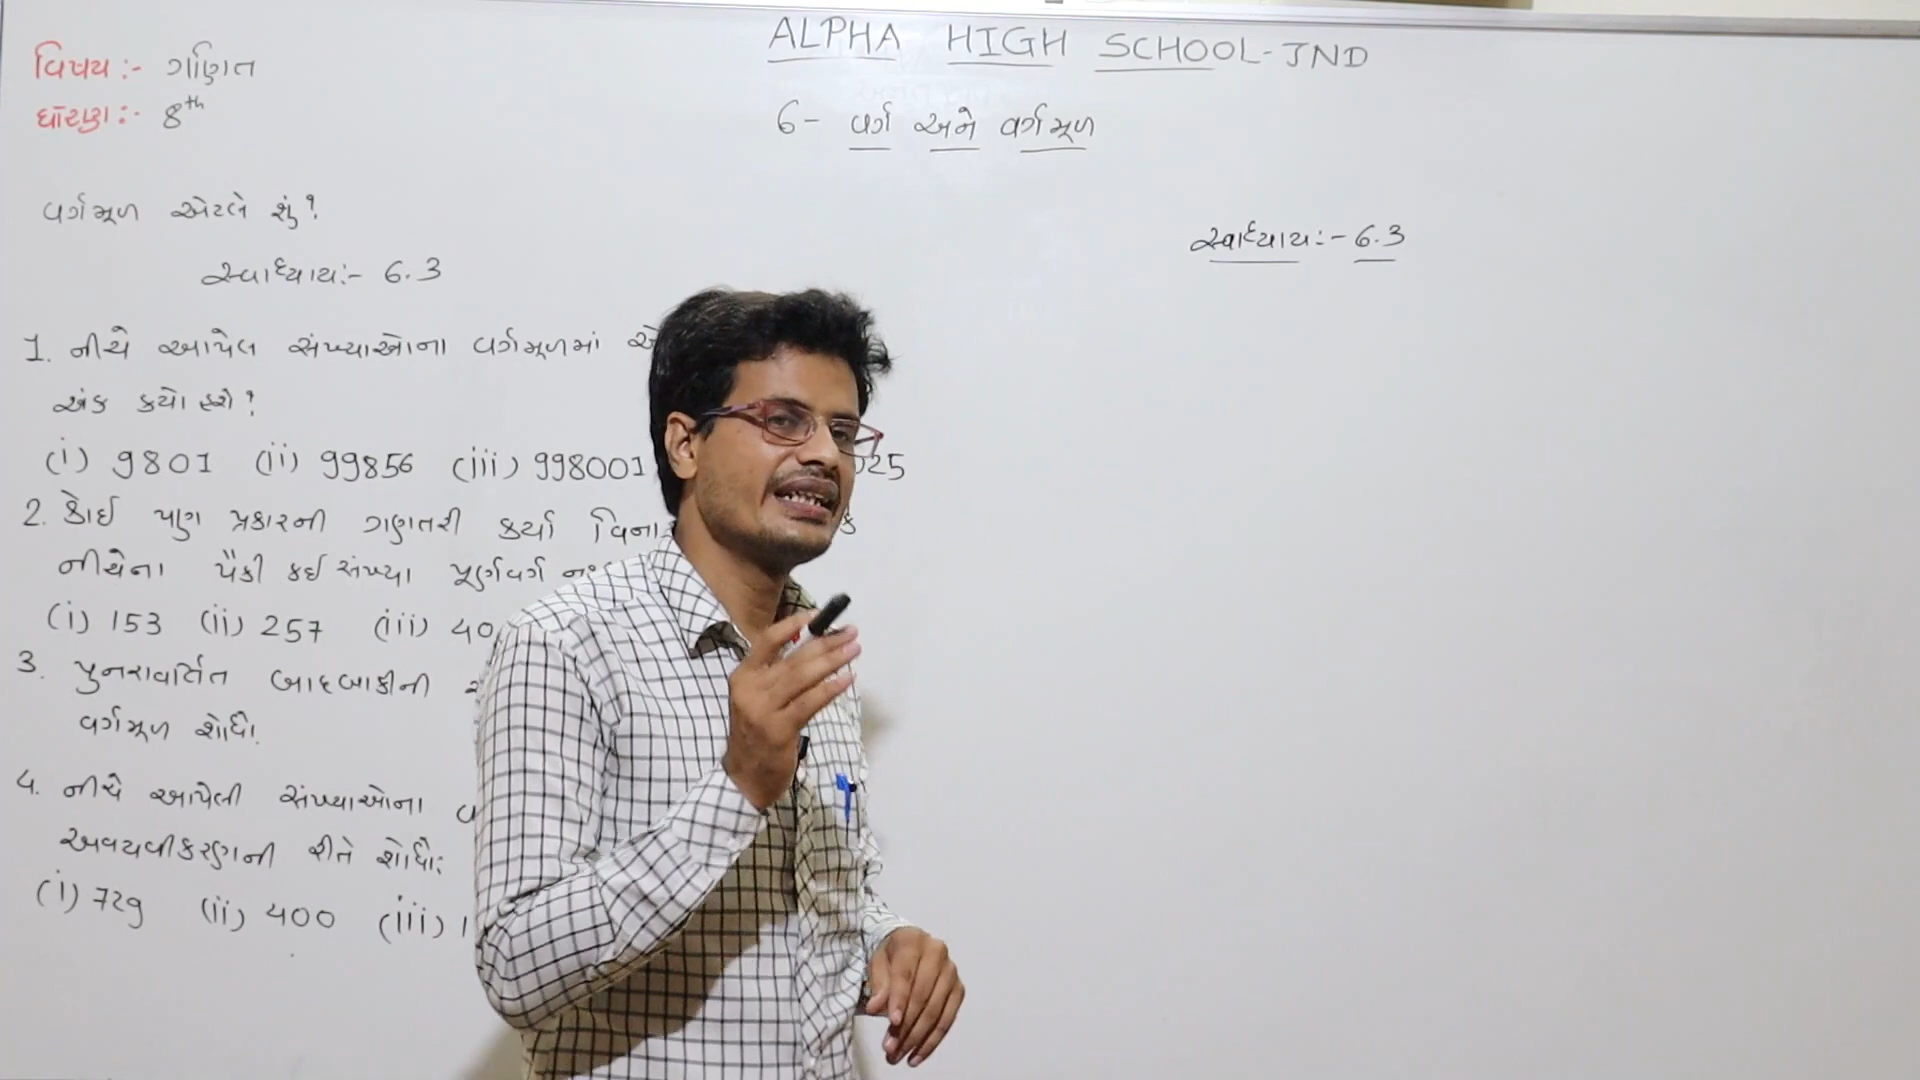 ALPHA HIGH SCHOOL-JND
વિષય :- ગણિત
ધોરણ :- 8th
6- વર્ગ અને વર્ગમૂળ
વર્ગમૂળ એટલે શું?
સ્વાધ્યાય:- 6.3
1. નીચે આપેલ સંખ્યાઓના વર્ગમૂળમાં
અંક કયો હશે?
(i) 9801 (ii) 99856 (iii) 998001 025
2. કોઈ પણ પ્રકારની ગણતરી કર્યા વિના
નીચેના પૈકી કઈ સંખ્યા પૂર્ણવર્ગ
(i) 153 (ii) 257 (iii) 40
3. પુનરાવર્તિત બાદબાકીની
વર્ગમૂળ શોધો.
4. નીચે આપેલી સંખ્યાઓના
અવયવીકરણની રીતે શોધો:
(i) 729 (ii) 400 (iii) 1
સ્વાધ્યાય:- 6.3